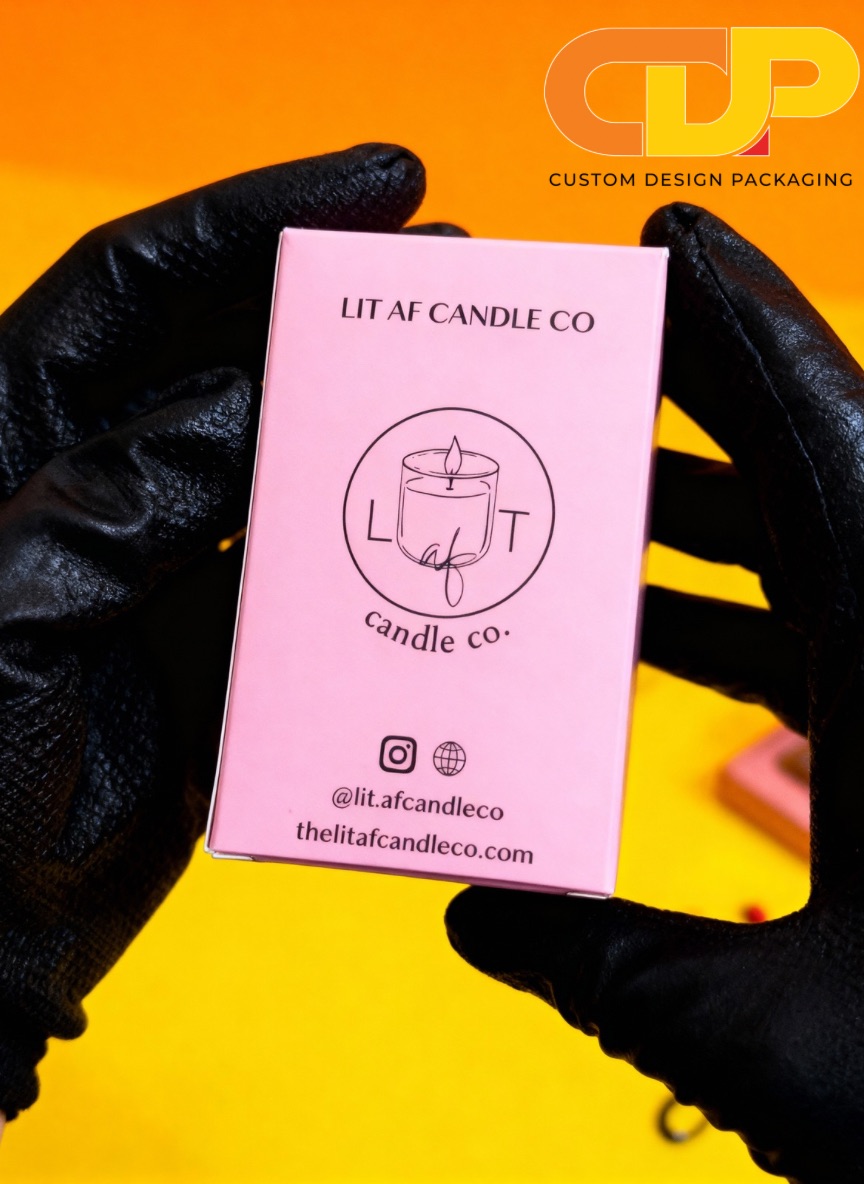 CDP
CUSTOM DESIGN PACKAGING
LIT AF CANDLE CO
L T
af
candle co.
@lit.afcandleco
thelitafcandleco.com